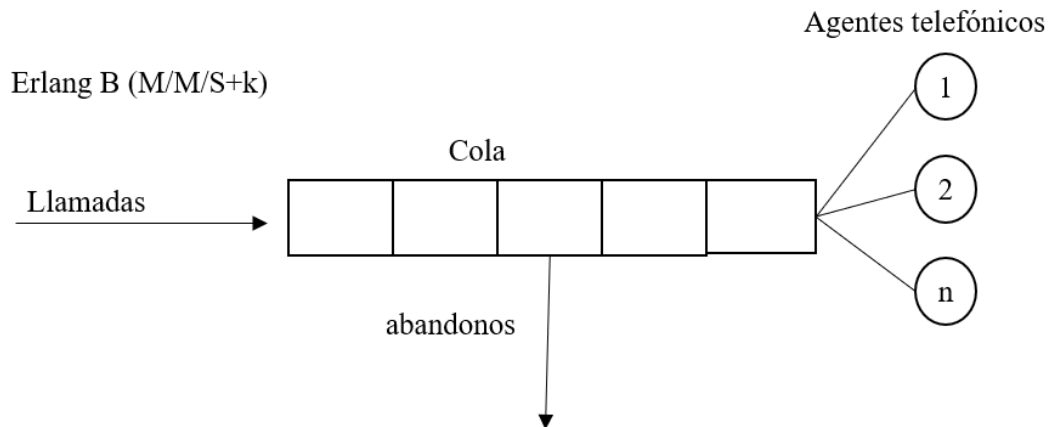 Agentes telefónicos
Erlang B (M/M/S+k)
1
Cola
Llamadas
2
n
abandonos